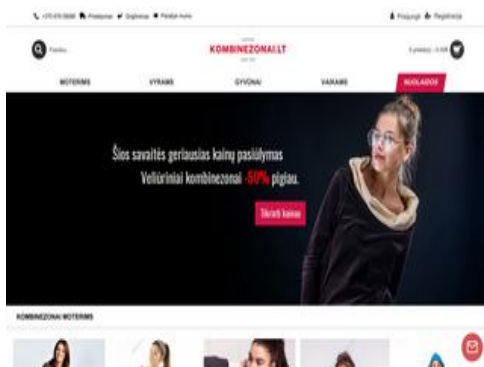 Prisijungti Registracija
KOMBINEZONAI.LT
MOTERIMS VYRAMS GYVŪNAI VAIKAMS NUOLAIDOS
Šios savaitės geriausias kainų pasiūlymas
Veliūriniai kombinezonai -50% pigiau.
Tikrinti kainas
KOMBINEZONAI MOTERIMS